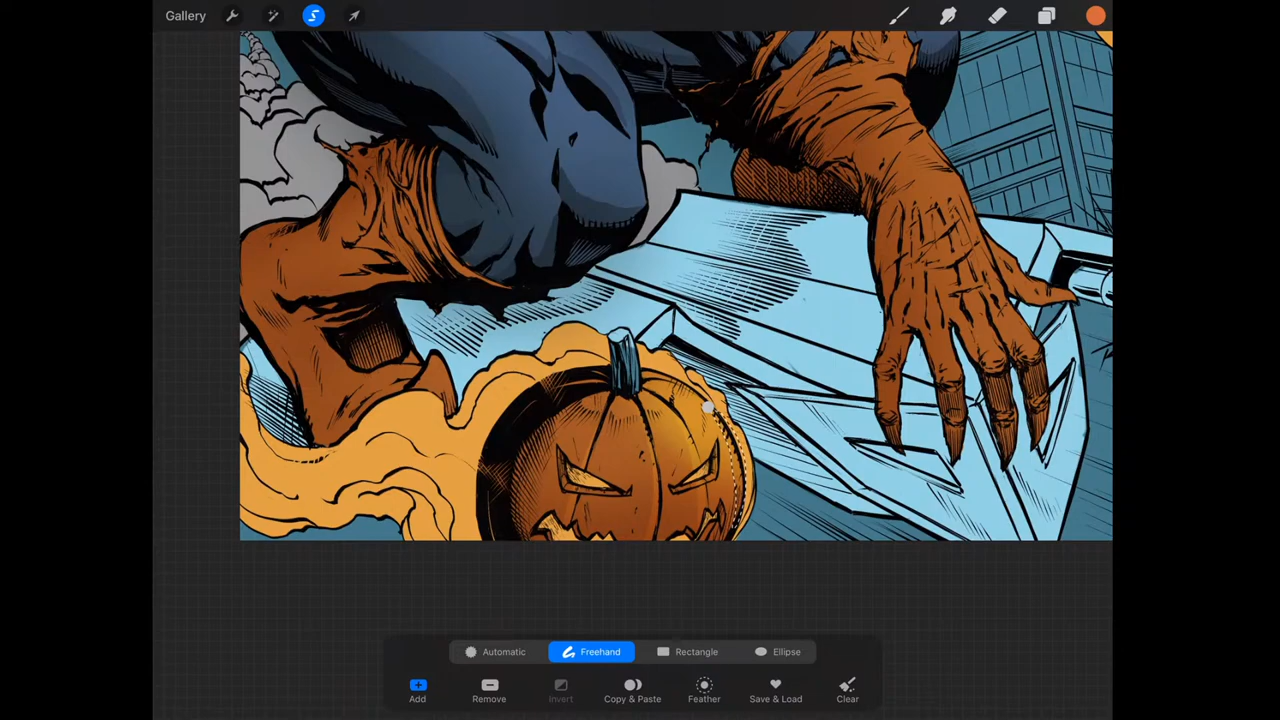 Gallery
Automatic Freehand Rectangle Ellipse
Add Remove Invert Copy & Paste Feather Save & Load Clear